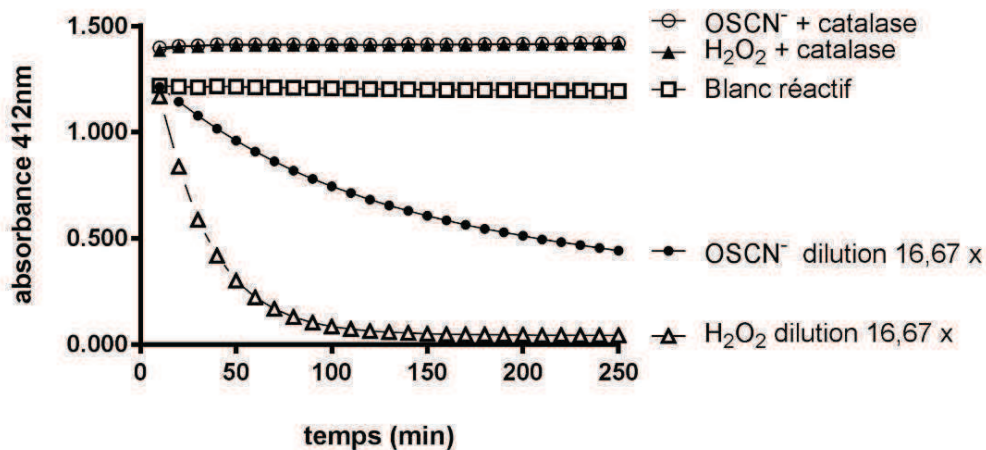 absorbance 412nm
1.500
1.000
0.500
0.000
0
50
100
150
200
250
temps (min)
OSCN⁻ + catalase
H₂O₂ + catalase
Blanc réactif
OSCN⁻ dilution 16,67 x
H₂O₂ dilution 16,67 x